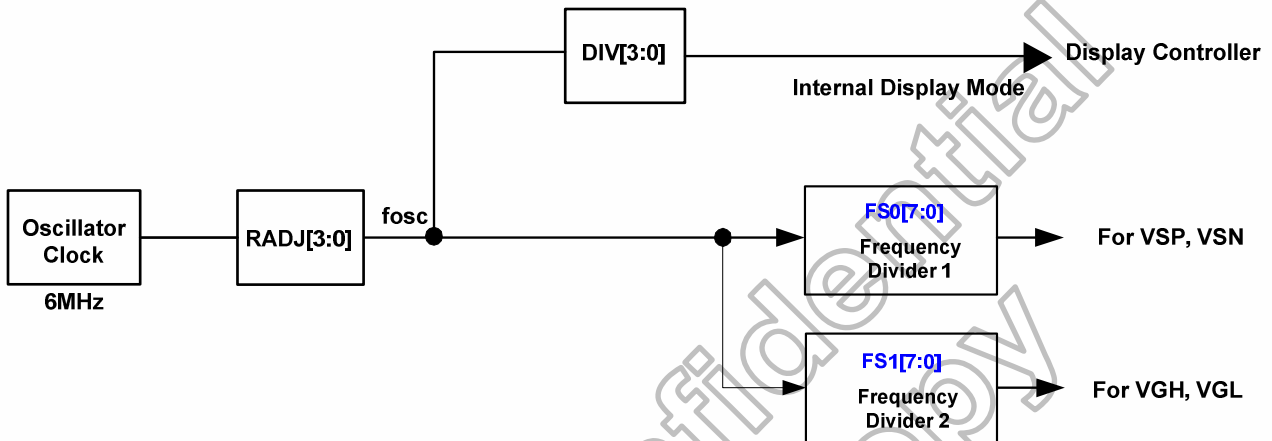 DIV[3:0]
Display Controller
Internal Display Mode
Oscillator
Clock
6MHz
RADJ[3:0]
fosc
FS0[7:0]
Frequency
Divider 1
For VSP, VSN
FS1[7:0]
Frequency
Divider 2
For VGH, VGL